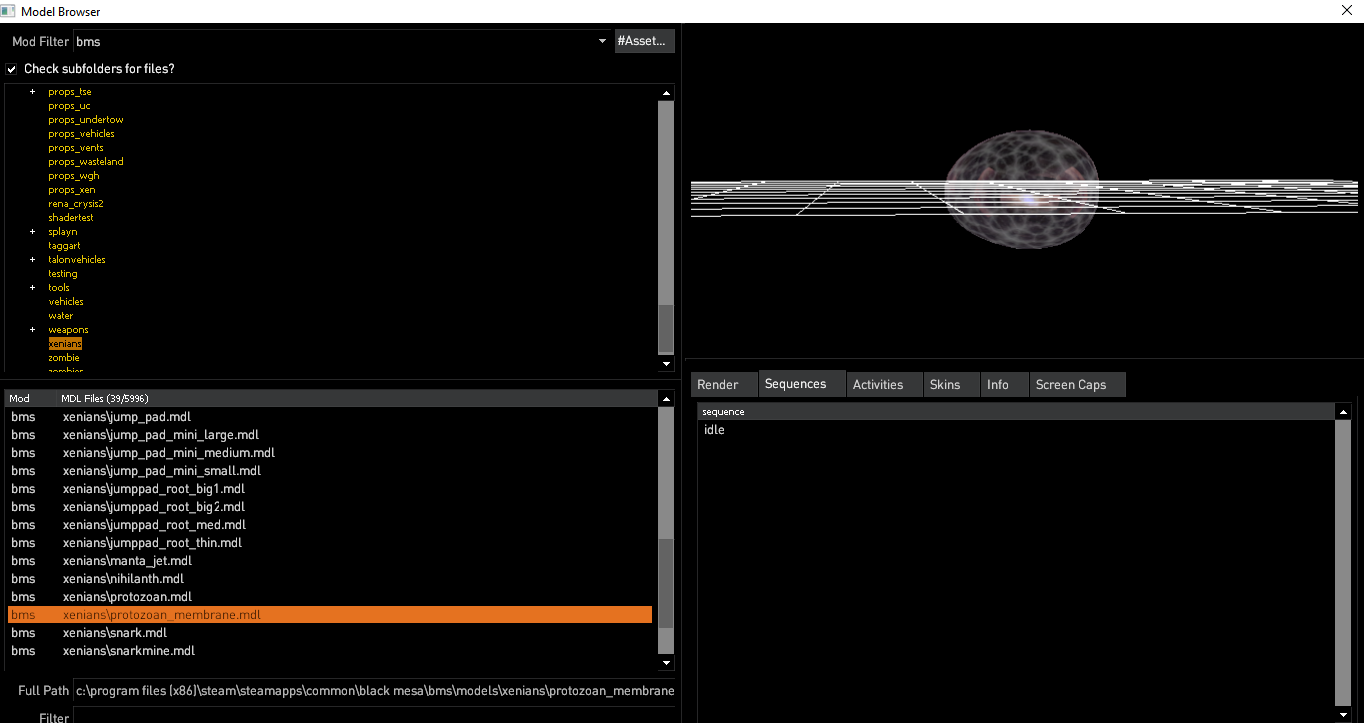 Model Browser
Mod Filter bms #Asset...
Check subfolders for files?
+ props_tse
props_uc
props_undertow
props_vehicles
props_vents
props_wasteland
props_wgh
props_xen
rena_crysis2
shadertest
+ splayn
taggart
+ talonvehicles
testing
+ tools
vehicles
water
+ weapons
xenians
zombie
zombies
Mod MDL Files (39/5996)
bms xenians\jump_pad.mdl
bms xenians\jump_pad_mini_large.mdl
bms xenians\jump_pad_mini_medium.mdl
bms xenians\jump_pad_mini_small.mdl
bms xenians\jumppad_root_big1.mdl
bms xenians\jumppad_root_big2.mdl
bms xenians\jumppad_root_med.mdl
bms xenians\jumppad_root_thin.mdl
bms xenians\manta_jet.mdl
bms xenians\nihilanth.mdl
bms xenians\protozoan.mdl
bms xenians\protozoan_membrane.mdl
bms xenians\snark.mdl
bms xenians\snarkmine.mdl
Full Path c:\program files (x86)\steam\steamapps\common\black mesa\bms\models\xenians\protozoan_membrane
Filter
Render Sequences Activities Skins Info Screen Caps
sequence
idle